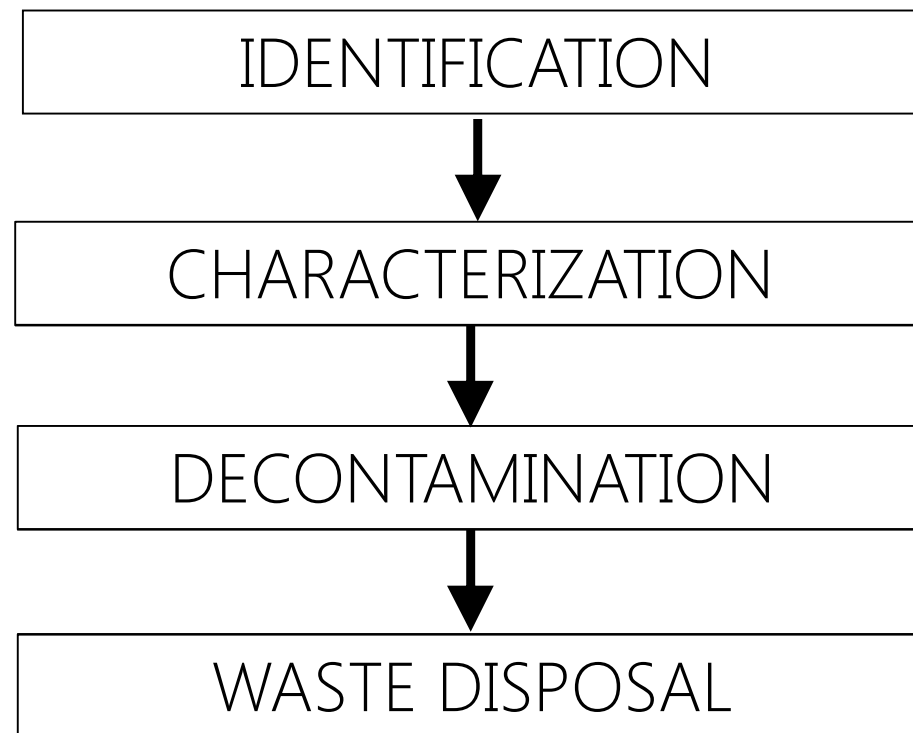 IDENTIFICATION
CHARACTERIZATION
DECONTAMINATION
WASTE DISPOSAL